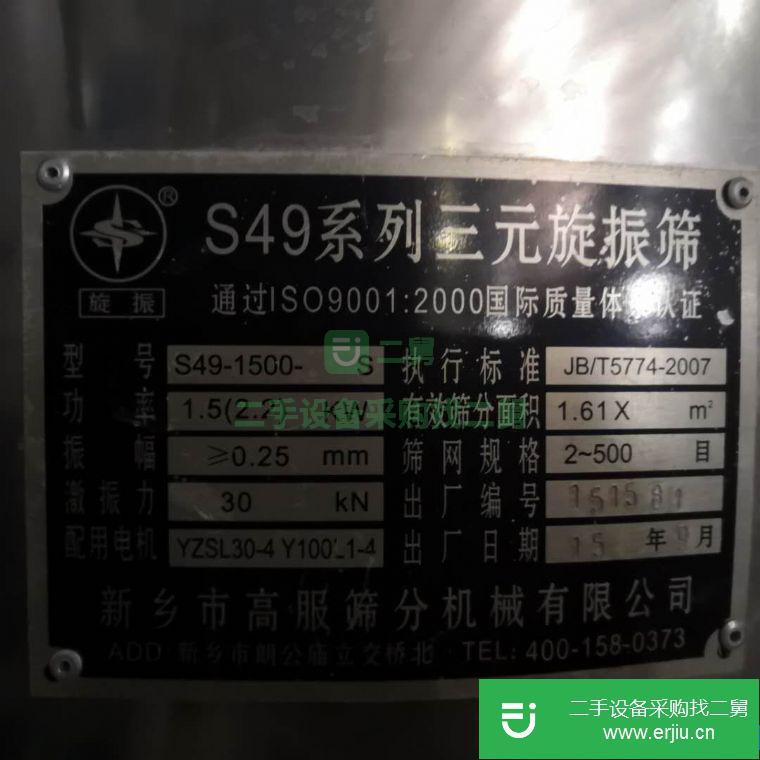 ®
旋振
S49系列三元旋振筛
通过ISO9001:2000国际质量体系认证
型号 S49-1500- S 执行标准 JB/T5774-2007
功率 1.5(2.2) kW 有效筛分面积 1.61X m²
振幅 ≥0.25 mm 筛网规格 2~500 目
激振力 30 kN 出厂编号 151581
配用电机 YZSL30-4 Y100L1-4 出厂日期 15 年 9月
新乡市高服筛分机械有限公司
ADD 新乡市朗公庙立交桥北 TEL: 400-158-0373
二舅
二手设备采购找二舅
二手设备采购找二舅
www.erjiu.cn